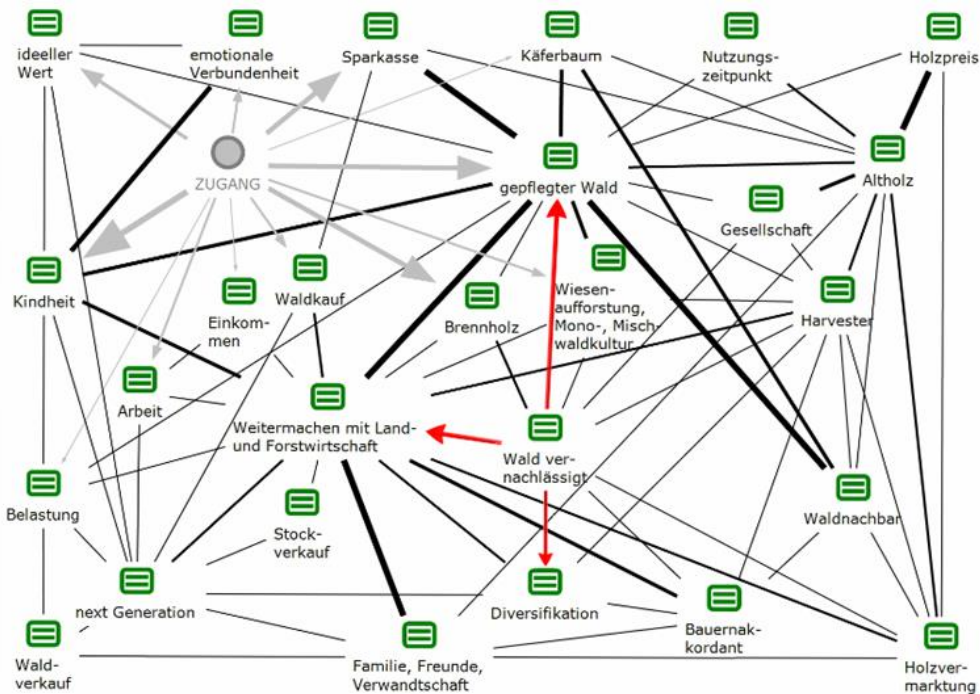 ideeller
Wert
emotionale
Verbundenheit
Sparkasse
Käferbaum
Nutzungs-
zeitpunkt
Holzpreis
ZUGANG
gepflegter Wald
Altholz
Gesellschaft
Kindheit
Waldkauf
Einkom-
men
Brennholz
Wiesen-
aufforstung,
Mono-, Misch-
waldkultur
Harvester
Arbeit
Weitermachen mit Land-
und Forstwirtschaft
Wald ver-
nachlässigt
Belastung
Stock-
verkauf
Waldnachbar
next Generation
Diversifikation
Bauernak-
kordant
Wald-
verkauf
Familie, Freunde,
Verwandtschaft
Holzver-
marktung